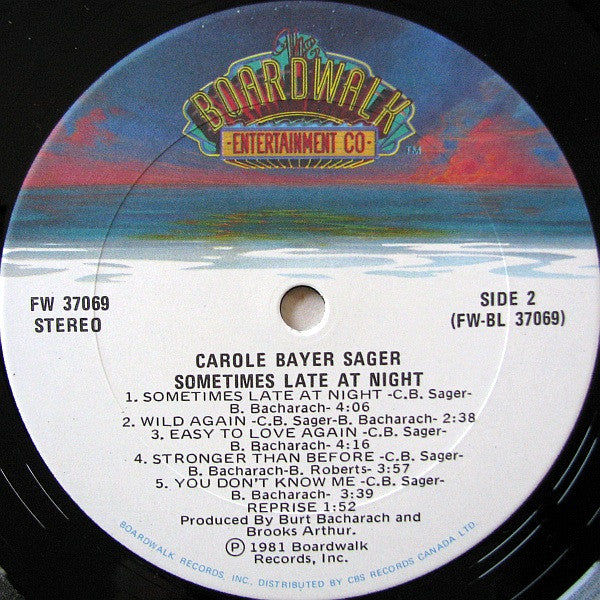 The
BOARDWALK
·ENTERTAINMENT CO·
TM
FW 37069
STEREO
SIDE 2
(FW-BL 37069)
CAROLE BAYER SAGER
SOMETIMES LATE AT NIGHT
1. SOMETIMES LATE AT NIGHT -C.B. Sager-
B. Bacharach- 4:06
2. WILD AGAIN -C.B. Sager-B. Bacharach- 2:38
3. EASY TO LOVE AGAIN -C.B. Sager-
B. Bacharach- 4:16
4. STRONGER THAN BEFORE -C.B. Sager-
B. Bacharach-B. Roberts- 3:57
5. YOU DON'T KNOW ME -C.B. Sager-
B. Bacharach- 3:39
REPRISE 1:52
Produced By Burt Bacharach and
Brooks Arthur.
Ⓟ 1981 Boardwalk
Records, Inc.
BOARDWALK RECORDS, INC. DISTRIBUTED BY CBS RECORDS CANADA LTD